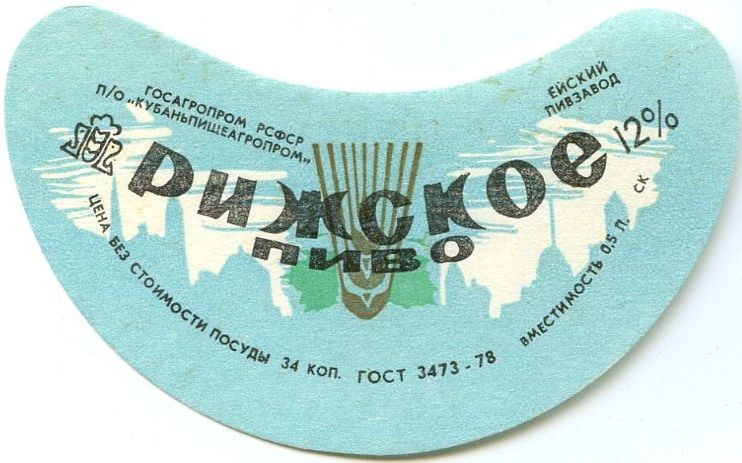 ГОСАГРОПРОМ РСФСР
П/О „КУБАНЬПИЩЕАГРОПРОМ"
ЕЙСКИЙ
ПИВЗАВОД
РИЖСКОЕ 12%
ПИВО
ЦЕНА БЕЗ СТОИМОСТИ ПОСУДЫ 34 КОП. ГОСТ 3473-78 ВМЕСТИМОСТЬ 0,5 Л. СК